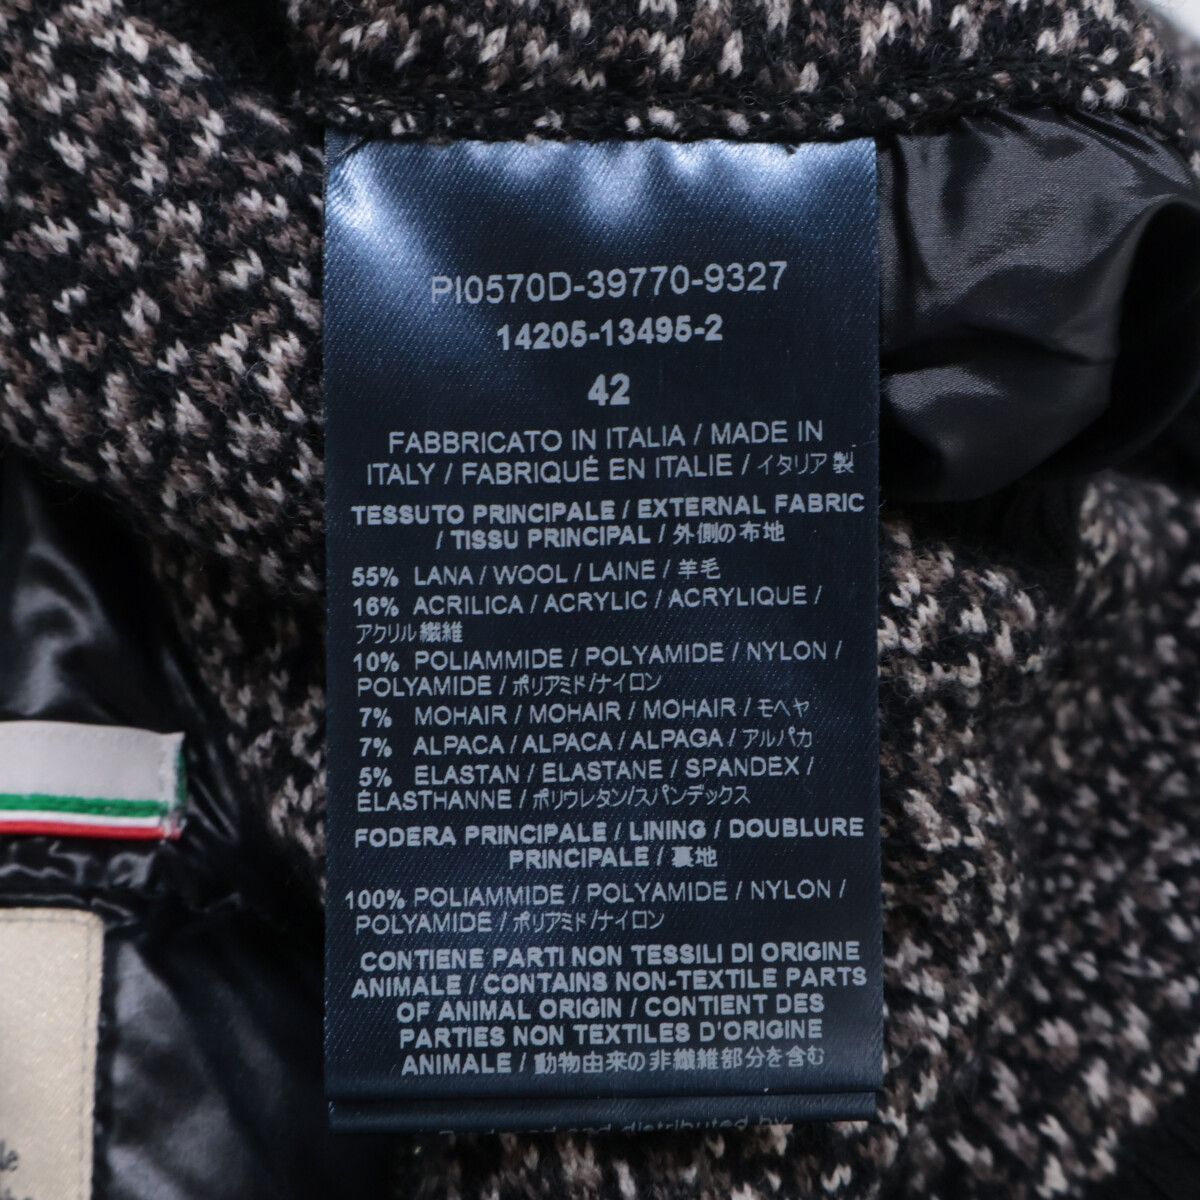 PI0570D-39770-9327
14205-13495-2
42
FABBRICATO IN ITALIA / MADE IN
ITALY / FABRIQUÉ EN ITALIE / イタリア製
TESSUTO PRINCIPALE / EXTERNAL FABRIC
/ TISSU PRINCIPAL / 外側の布地
55% LANA / WOOL / LAINE / 羊毛
16% ACRILICA / ACRYLIC / ACRYLIQUE /
アクリル繊維
10% POLIAMMIDE / POLYAMIDE / NYLON /
POLYAMIDE / ポリアミド/ナイロン
7% MOHAIR / MOHAIR / MOHAIR / モヘヤ
7% ALPACA / ALPACA / ALPAGA / アルパカ
5% ELASTAN / ELASTANE / SPANDEX /
ÉLASTHANNE / ポリウレタン/スパンデックス
FODERA PRINCIPALE / LINING / DOUBLURE
PRINCIPALE / 裏地
100% POLIAMMIDE / POLYAMIDE / NYLON /
POLYAMIDE / ポリアミド/ナイロン
CONTIENE PARTI NON TESSILI DI ORIGINE
ANIMALE / CONTAINS NON-TEXTILE PARTS
OF ANIMAL ORIGIN / CONTIENT DES
PARTIES NON TEXTILES D'ORIGINE
ANIMALE / 動物由来の非繊維部分を含む
and distributed by